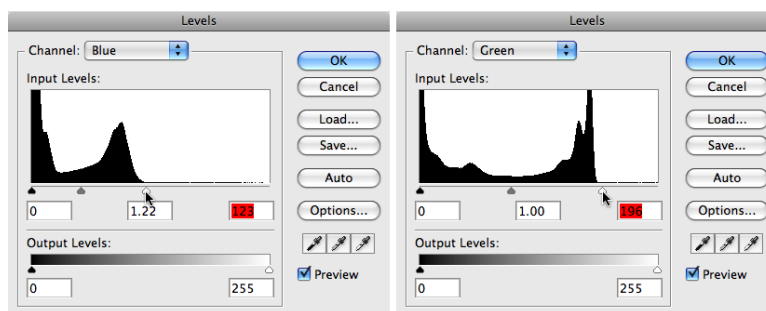 Levels
Channel: Blue
Input Levels:
0 1.22 123
Output Levels:
0 255
OK
Cancel
Load...
Save...
Auto
Options...
Preview
Levels
Channel: Green
Input Levels:
0 1.00 196
Output Levels:
0 255
OK
Cancel
Load...
Save...
Auto
Options...
Preview